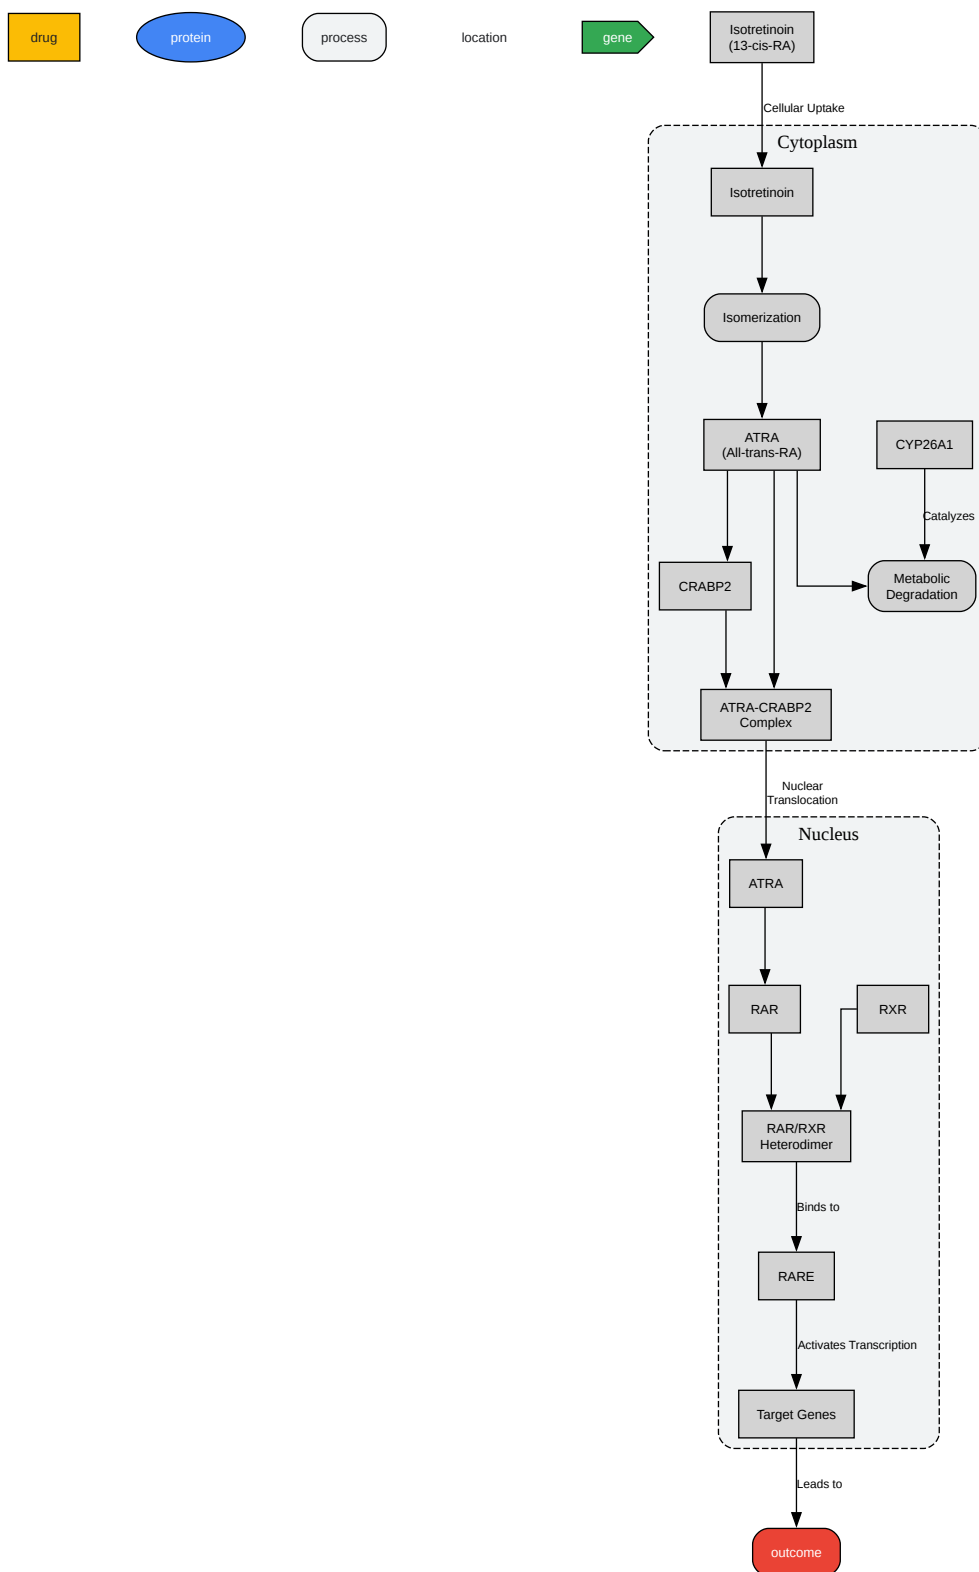 drug
protein
process
location
gene
Isotretinoin
(13-cis-RA)
Cellular Uptake
Cytoplasm
Isotretinoin
Isomerization
ATRA
(All-trans-RA)
CYP26A1
Catalyzes
CRABP2
Metabolic
Degradation
ATRA-CRABP2
Complex
Nuclear
Translocation
Nucleus
ATRA
RAR
RXR
RAR/RXR
Heterodimer
Binds to
RARE
Activates Transcription
Target Genes
Leads to
outcome